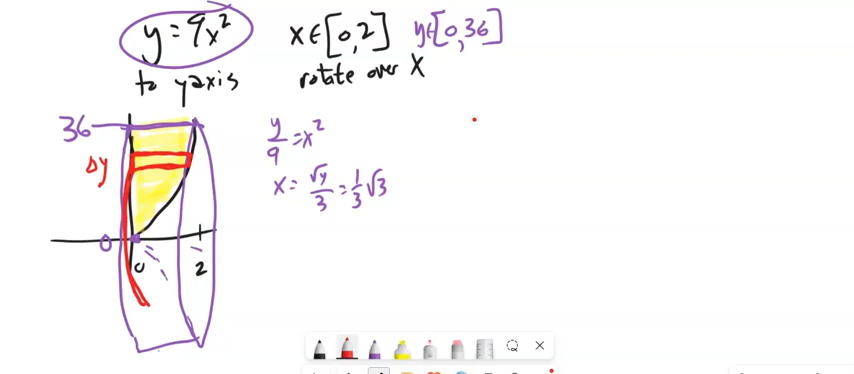 y = 9x² x ∈ [0,2] y ∈ [0,36]
to y axis rotate over X
36
y/9 = x²
Δy
x = √y/3 = 1/3 √3
0
0 2